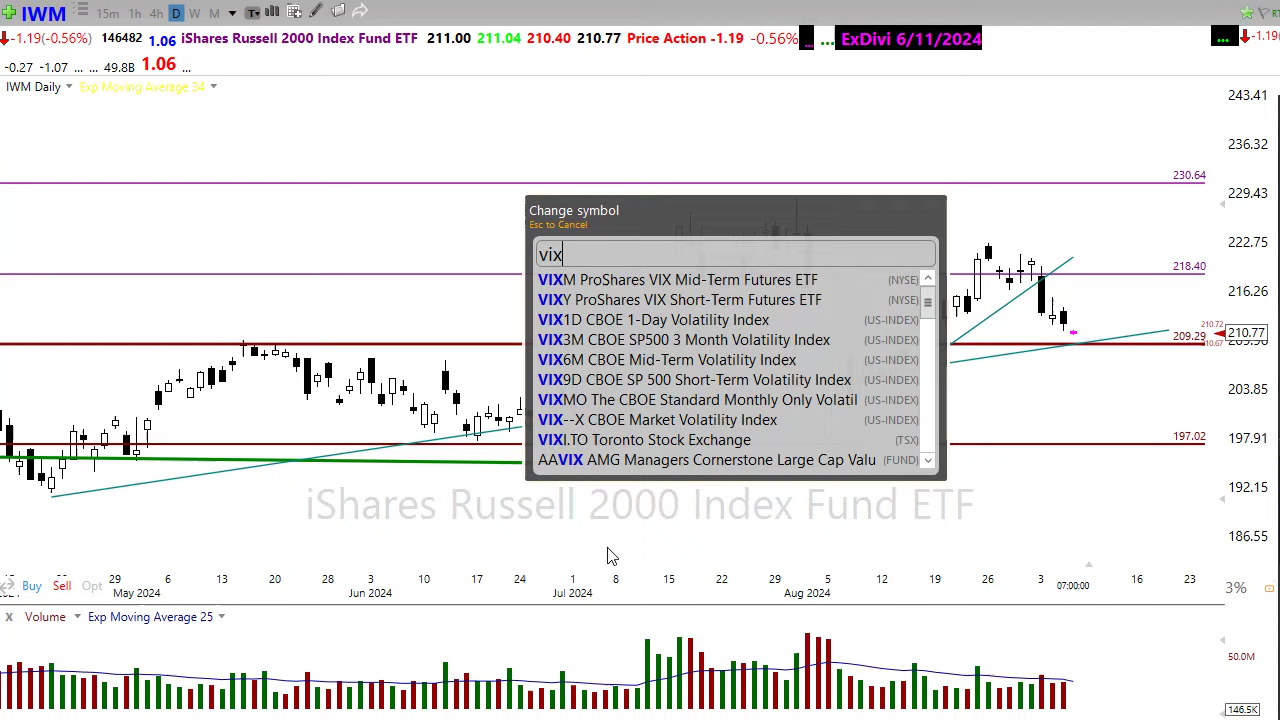 IWM 15m 1h 4h D W M T
-1.19(-0.56%) 146482 1.06 iShares Russell 2000 Index Fund ETF 211.00 211.04 210.40 210.77 Price Action -1.19 -0.56% ... ... ExDivi 6/11/2024 ... -1.19(
-0.27 -1.07 ... ... 49.8B 1.06 ...
IWM Daily Exp Moving Average 34
243.41
236.32
230.64
229.43
222.75
218.40
216.26
210.72
210.77
209.29
203.85
197.91
197.02
192.15
186.55
Change symbol
Esc to Cancel
vix
VIXM ProShares VIX Mid-Term Futures ETF (NYSE)
VIXY ProShares VIX Short-Term Futures ETF (NYSE)
VIX1D CBOE 1-Day Volatility Index (US-INDEX)
VIX3M CBOE SP500 3 Month Volatility Index (US-INDEX)
VIX6M CBOE Mid-Term Volatility Index (US-INDEX)
VIX9D CBOE SP 500 Short-Term Volatility Index (US-INDEX)
VIXMO The CBOE Standard Monthly Only Volatil (US-INDEX)
VIX--X CBOE Market Volatility Index (US-INDEX)
VIXI.TO Toronto Stock Exchange (TSX)
AAVIX AMG Managers Cornerstone Large Cap Valu (FUND)
iShares Russell 2000 Index Fund ETF
Buy Sell Opt
29 6 13 20 28 3 10 17 24 1 8 15 22 29 5 12 19 26 3 07:00:00 16 23
May 2024 Jun 2024 Jul 2024 Aug 2024
3%
X Volume Exp Moving Average 25
50.0M
146.5K